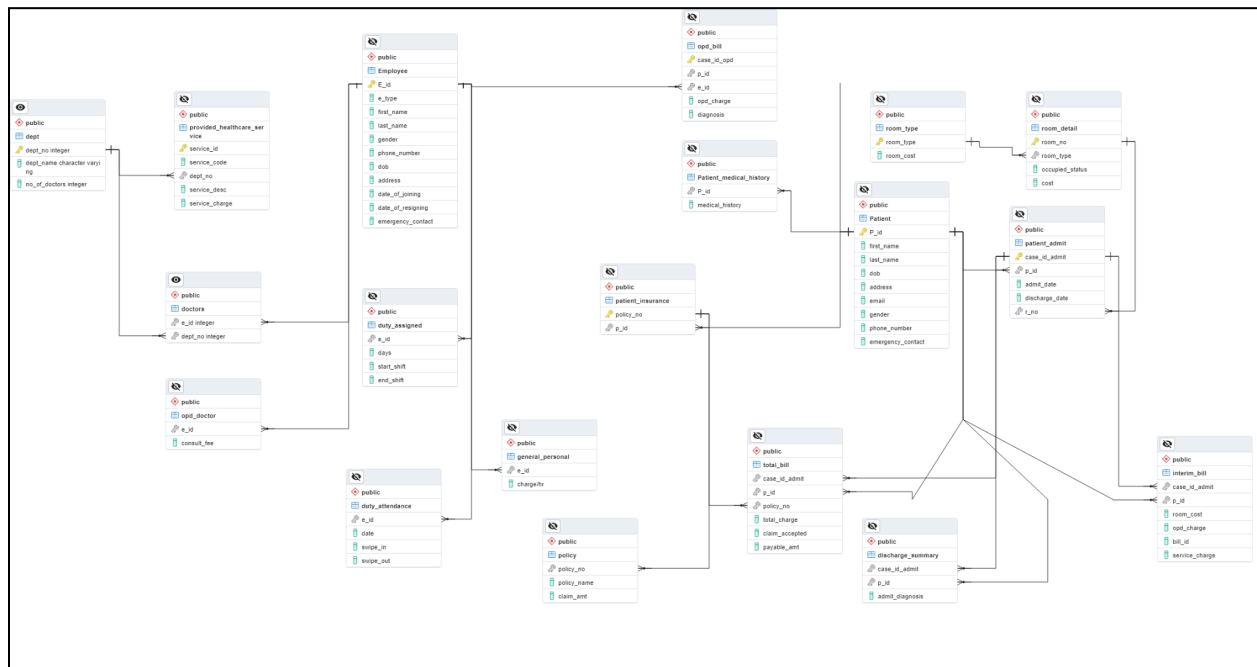 public
dept
dept_no integer
dept_name character varyi
ng
no_of_doctors integer
public
provided_healthcare_ser
vice
service_id
service_code
dept_no
service_desc
service_charge
public
Employee
E_id
e_type
first_name
last_name
gender
phone_number
dob
address
date_of_joining
date_of_resigning
emergency_contact
public
opd_bill
case_id_opd
p_id
e_id
opd_charge
diagnosis
public
room_type
room_type
room_cost
public
room_detail
room_no
room_type
occupied_status
cost
public
Patient_medical_history
P_id
medical_history
public
Patient
P_id
first_name
last_name
dob
address
email
gender
phone_number
emergency_contact
public
patient_admit
case_id_admit
p_id
admit_date
discharge_date
r_no
public
doctors
e_id integer
dept_no integer
public
duty_assigned
e_id
days
start_shift
end_shift
public
patient_insurance
policy_no
p_id
public
opd_doctor
e_id
consult_fee
public
general_personal
e_id
charge/hr
public
total_bill
case_id_admit
p_id
policy_no
total_charge
claim_accepted
payable_amt
public
interim_bill
case_id_admit
p_id
room_cost
opd_charge
bill_id
service_charge
public
duty_attendance
e_id
date
swipe_in
swipe_out
public
policy
policy_no
policy_name
claim_amt
public
discharge_summary
case_id_admit
p_id
admit_diagnosis